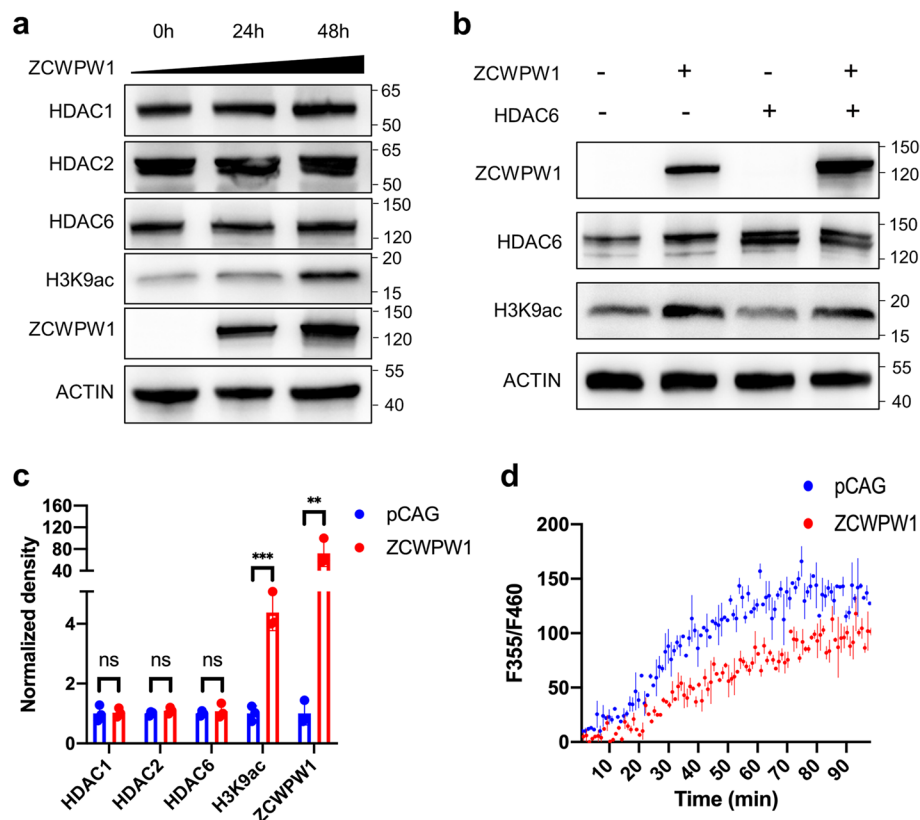 a
0h 24h 48h
ZCWPW1
HDAC1
65
50
HDAC2
65
50
HDAC6
150
120
H3K9ac
20
15
ZCWPW1
150
120
ACTIN
55
40
b
ZCWPW1 - + - +
HDAC6 - - + +
ZCWPW1
150
120
HDAC6
150
120
H3K9ac
20
15
ACTIN
55
40
c
Normalized density
160
120
80
40
4
2
0
ns
ns
ns
***
**
pCAG
ZCWPW1
HDAC1
HDAC2
HDAC6
H3K9ac
ZCWPW1
d
pCAG
ZCWPW1
F355/F460
200
150
100
50
0
10 20 30 40 50 60 70 80 90
Time (min)